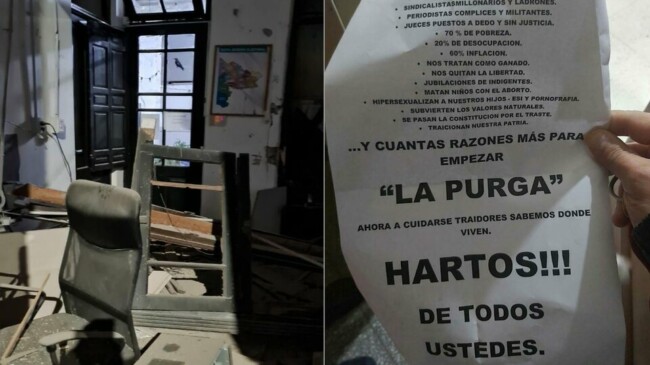 SINDICALISTASMILLONARIOS Y LADRONES.
• PERIODISTAS COMPLICES Y MILITANTES.
JUECES PUESTOS A DEDO Y SIN JUSTICIA.
• 70 % DE POBREZA.
• 20% DE DESOCUPACION.
• 60% INFLACION.
• NOS TRATAN COMO GANADO.
• NOS QUITAN LA LIBERTAD.
• JUBILACIONES DE INDIGENTES.
• MATAN NIÑOS CON EL ABORTO.
• HIPERSEXUALIZAN A NUESTROS HIJOS - ESI Y PORNOFRAFIA.
• SUBVIERTEN LOS VALORES NATURALES.
• SE PASAN LA CONSTITUCION POR EL TRASTE.
• TRAICIONAN NUESTRA PATRIA.
...Y CUANTAS RAZONES MÁS PARA
EMPEZAR
“LA PURGA”
AHORA A CUIDARSE TRAIDORES SABEMOS DONDE
VIVEN.
HARTOS!!!
DE TODOS
USTEDES.